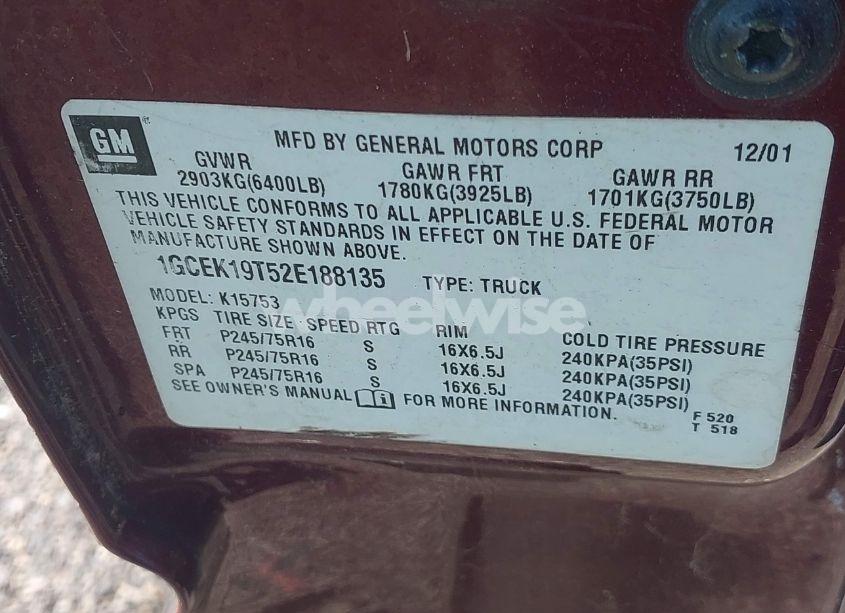 GM
MFD BY GENERAL MOTORS CORP 12/01
GVWR GAWR FRT GAWR RR
2903KG(6400LB) 1780KG(3925LB) 1701KG(3750LB)
THIS VEHICLE CONFORMS TO ALL APPLICABLE U.S. FEDERAL MOTOR
VEHICLE SAFETY STANDARDS IN EFFECT ON THE DATE OF
MANUFACTURE SHOWN ABOVE.
1GCEK19T52E188135 TYPE: TRUCK
MODEL: K15753
KPGS TIRE SIZE SPEED RTG RIM COLD TIRE PRESSURE
FRT P245/75R16 S 16X6.5J 240KPA(35PSI)
RR P245/75R16 S 16X6.5J 240KPA(35PSI)
SPA P245/75R16 S 16X6.5J 240KPA(35PSI)
SEE OWNER'S MANUAL FOR MORE INFORMATION.
F 520
T 518
wheelwise